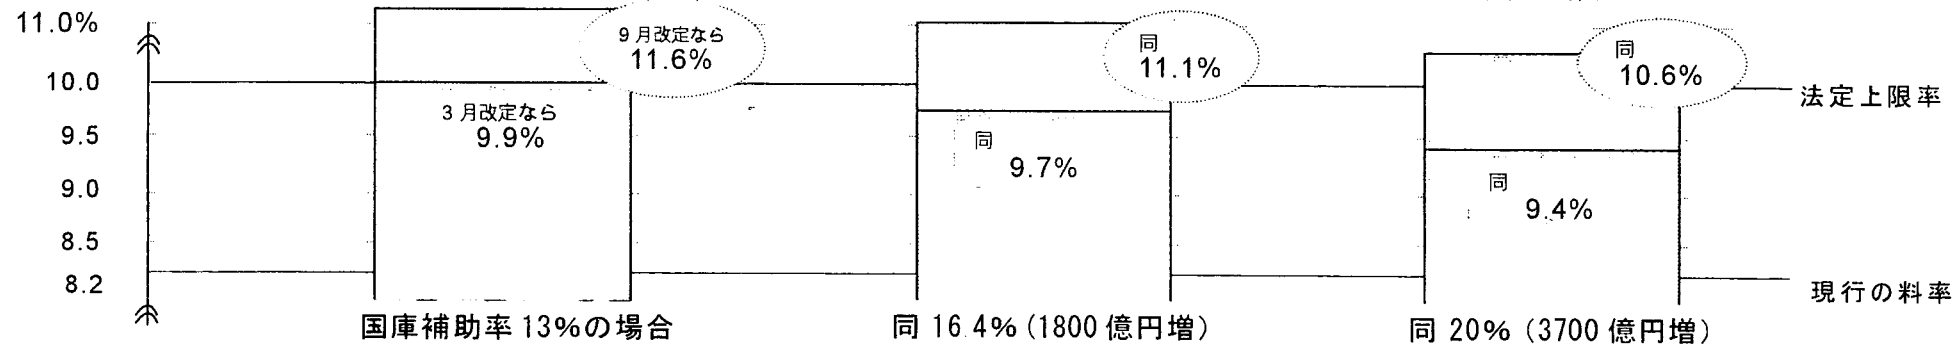 11.0%
10.0
9.5
9.0
8.5
8.2
9月改定なら
11.6%
3月改定なら
9.9%
国庫補助率13%の場合
同
11.1%
同
9.7%
同 16.4%(1800億円増)
同
10.6%
同
9.4%
同 20%(3700億円増)
法定上限率
現行の料率